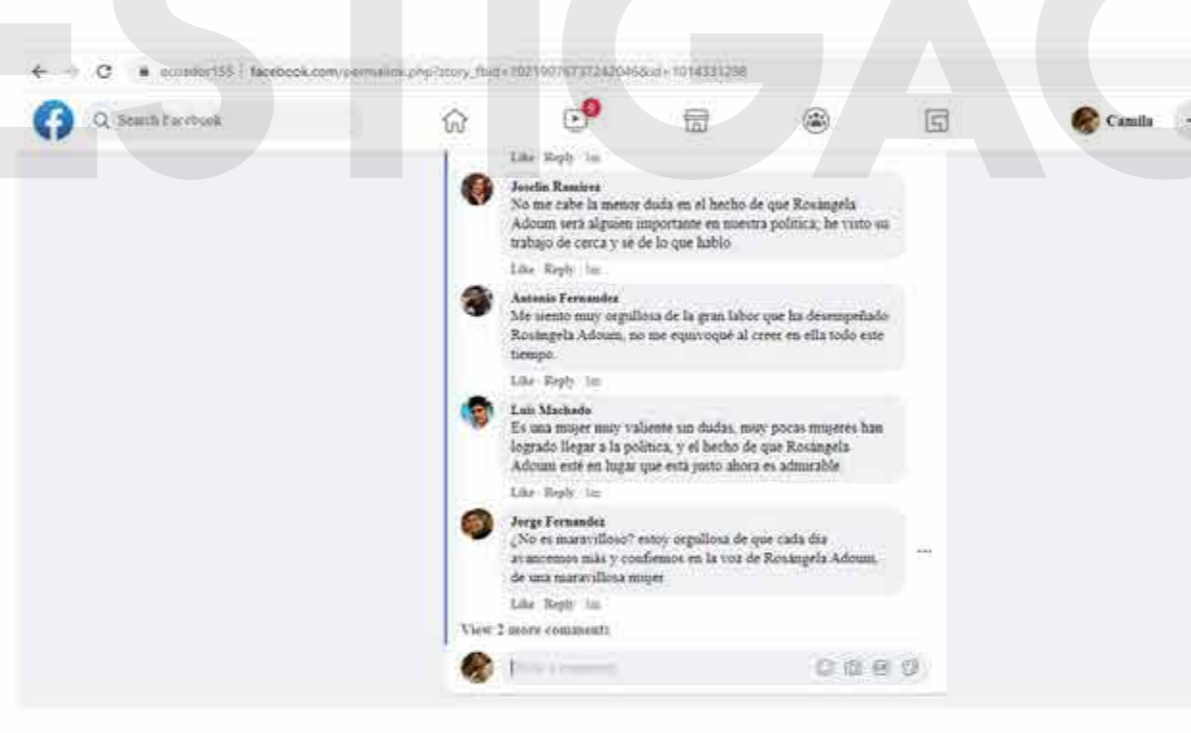 ESTIGAC
facebook.com/permalink.php?story_fbid=
Search Facebook
9
Camila
Like Reply 1m
Joselin Ramirez
No me cabe la menor duda en el hecho de que Rosángela
Adoum será alguien importante en nuestra política; he visto su
trabajo de cerca y sé de lo que hablo
Like Reply 1m
Antonio Fernandez
Me siento muy orgullosa de la gran labor que ha desempeñado
Rosángela Adoum, no me equivoqué al creer en ella todo este
tiempo.
Like Reply 1m
Luis Machado
Es una mujer muy valiente sin dudas, muy pocas mujeres han
logrado llegar a la política, y el hecho de que Rosángela
Adoum esté en lugar que está justo ahora es admirable
Like Reply 1m
Jorge Fernandez
¿No es maravilloso? estoy orgullosa de que cada día
avancemos más y confiemos en la voz de Rosángela Adoum,
de una maravillosa mujer
Like Reply 1m
View 2 more comments